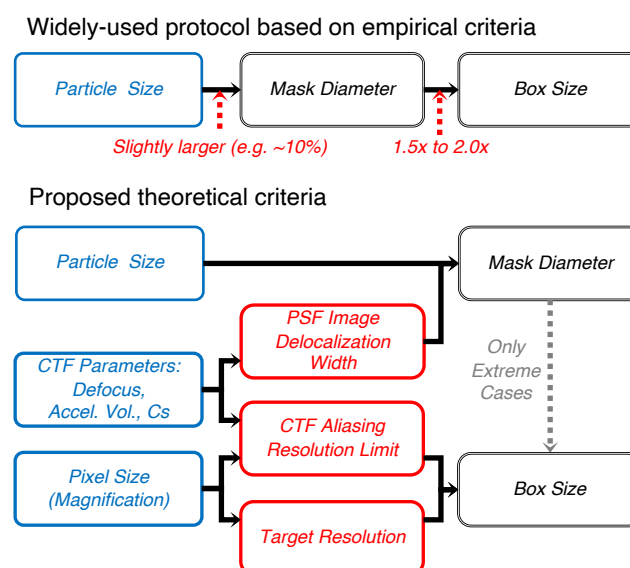 Widely-used protocol based on empirical criteria
Particle Size
Mask Diameter
Box Size
Slightly larger (e.g. ~10%)
1.5x to 2.0x
Proposed theoretical criteria
Particle Size
Mask Diameter
PSF Image
Delocalization
Width
CTF Parameters:
Defocus,
Accel. Vol., Cs
Only
Extreme
Cases
CTF Aliasing
Resolution Limit
Pixel Size
(Magnification)
Box Size
Target Resolution